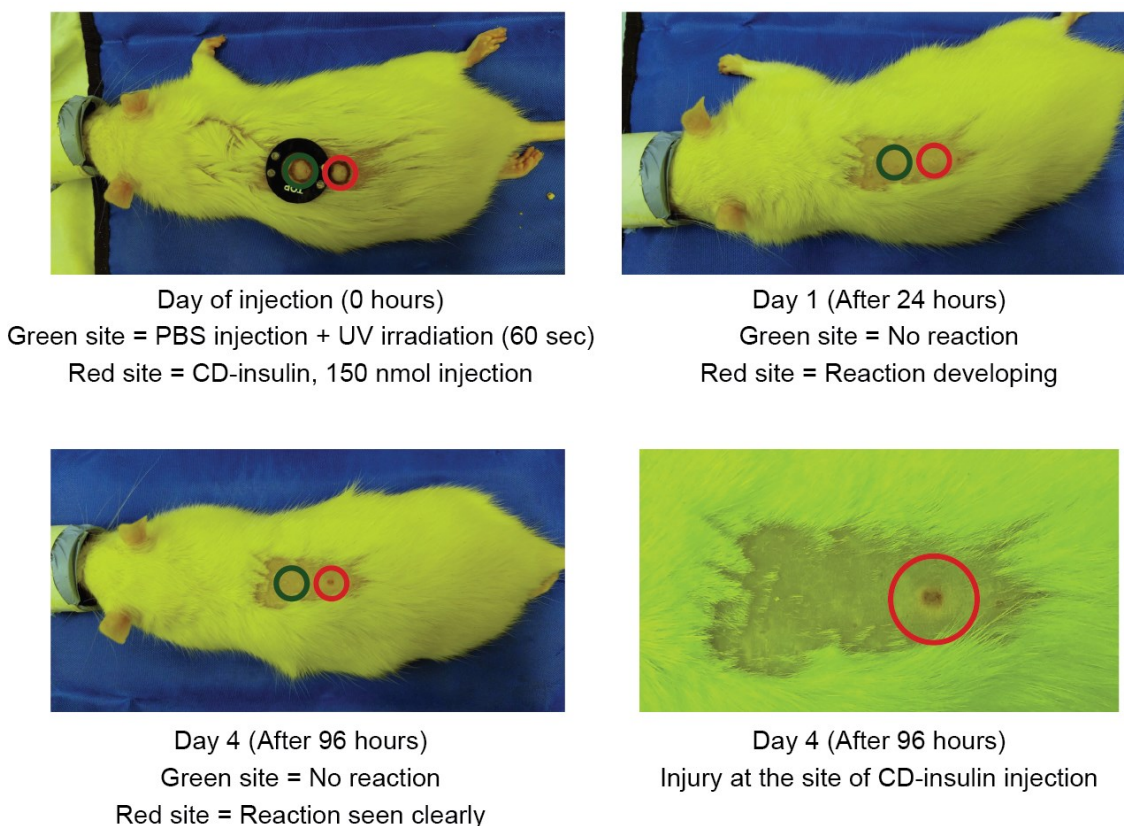 TOP
Day of injection (0 hours)
Green site = PBS injection + UV irradiation (60 sec)
Red site = CD-insulin, 150 nmol injection
Day 1 (After 24 hours)
Green site = No reaction
Red site = Reaction developing
Day 4 (After 96 hours)
Green site = No reaction
Red site = Reaction seen clearly
Day 4 (After 96 hours)
Injury at the site of CD-insulin injection